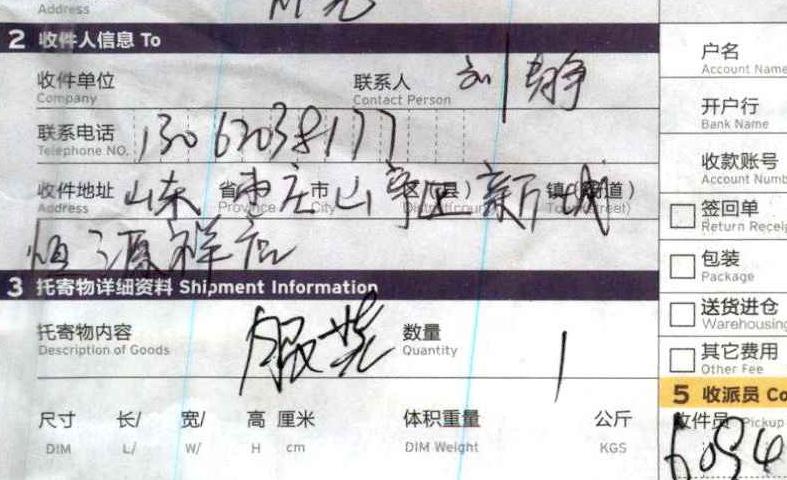 Address
2 收件人信息 To
收件单位 联系人 刘静
Company Contact Person
联系电话 13062038177
Telephone NO.
收件地址 山东 省 枣庄 市 山亭区 区(县) 新城 镇(街道)
Address Province City District(county) Town(street)
恒源祥店
3 托寄物详细资料 Shipment Information
托寄物内容 服装 数量 1
Description of Goods Quantity
尺寸 长/ 宽/ 高 厘米 体积重量 公斤
DIM L/ W/ H cm DIM Weight KGS
户名
Account Name
开户行
Bank Name
收款账号
Account Numb
签回单
Return Receip
包装
Package
送货进仓
Warehousing
其它费用
Other Fee
5 收派员 Co
收件员 Pickup
6094